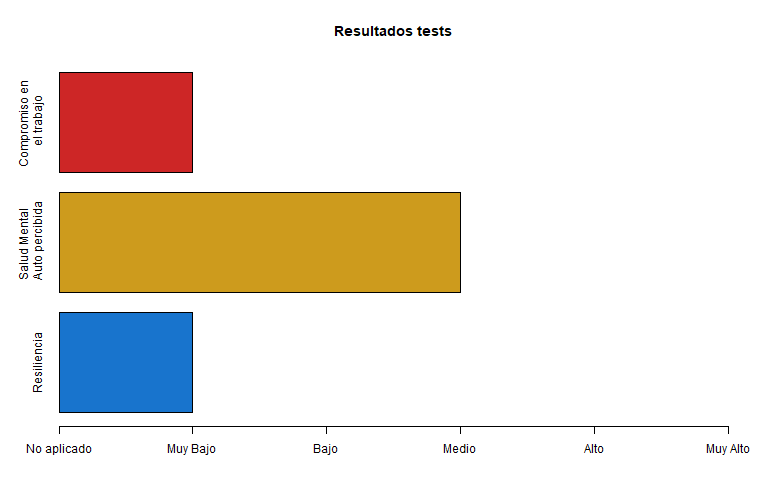 Resultados tests
Compromiso en
el trabajo
Salud Mental
Auto percibida
Resiliencia
No aplicado
Muy Bajo
Bajo
Medio
Alto
Muy Alto